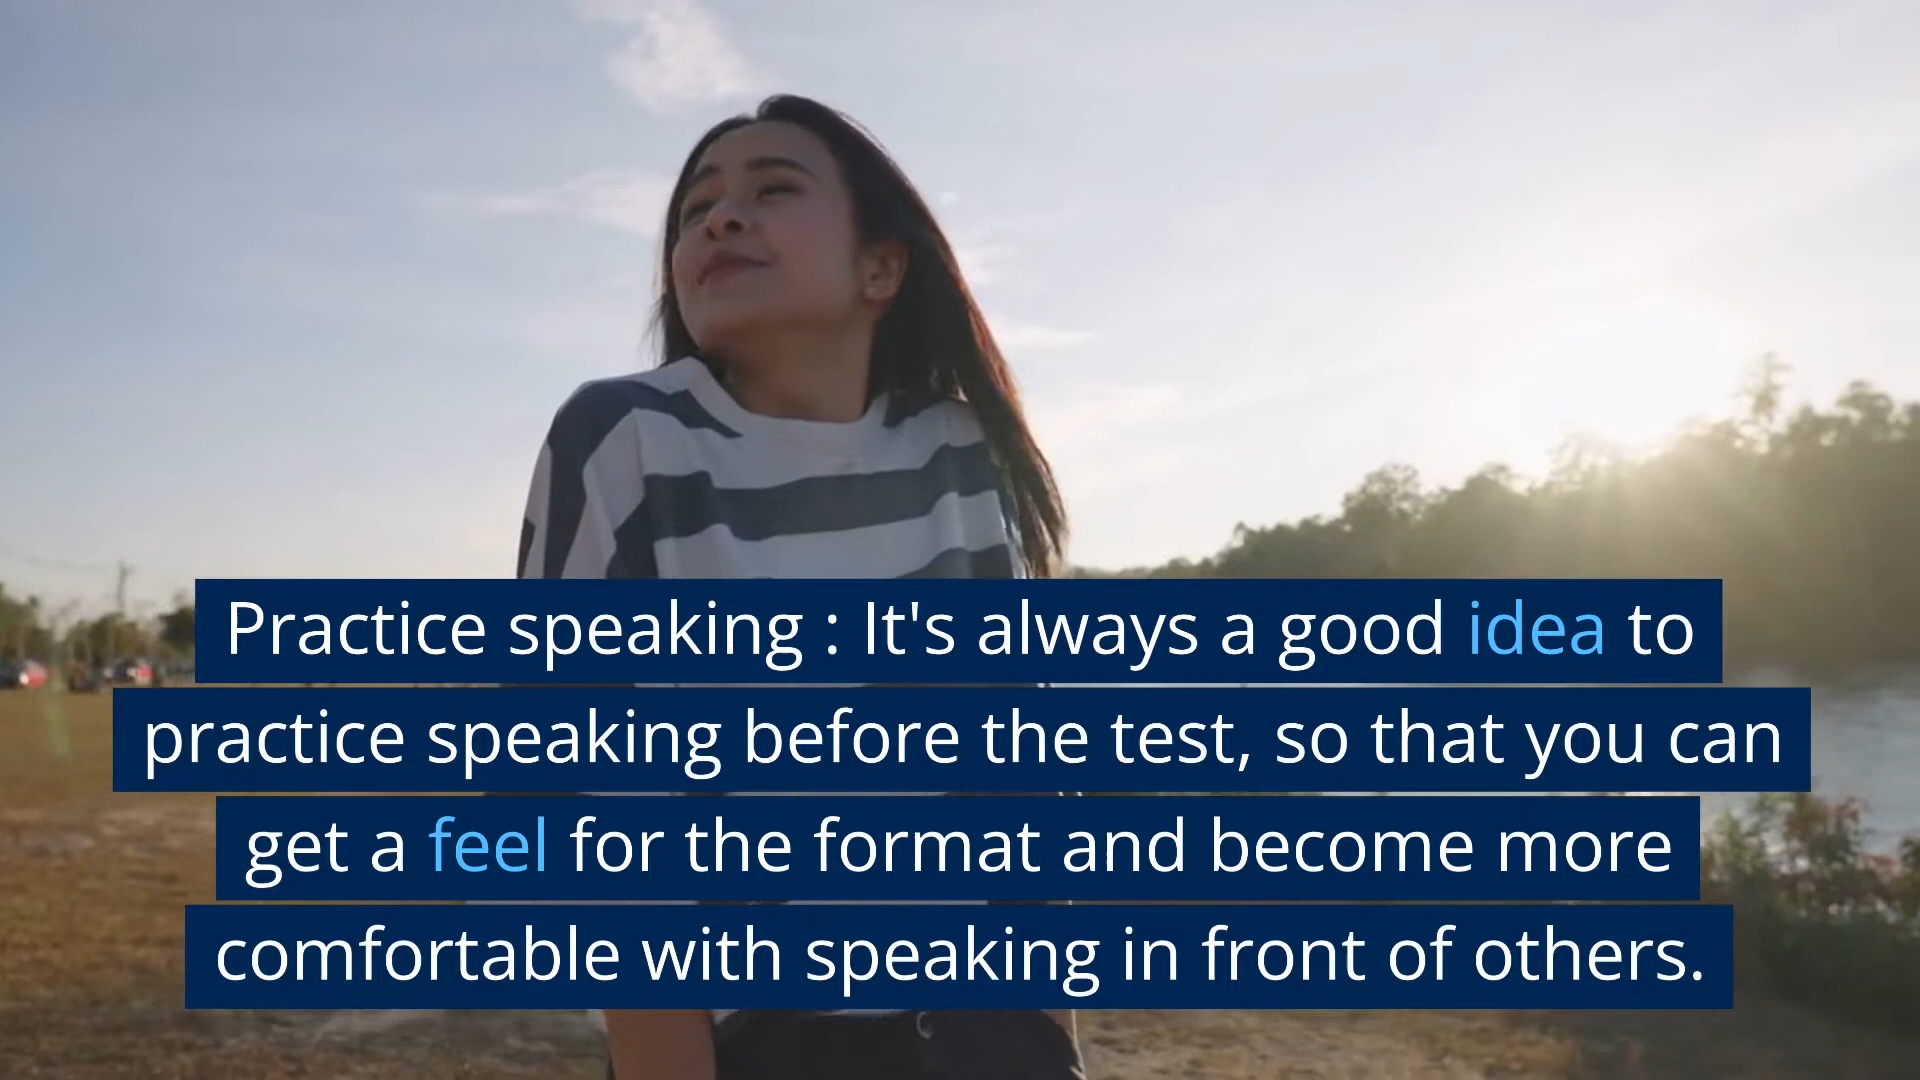 Practice speaking : It's always a good idea to
practice speaking before the test, so that you can
get a feel for the format and become more
comfortable with speaking in front of others.